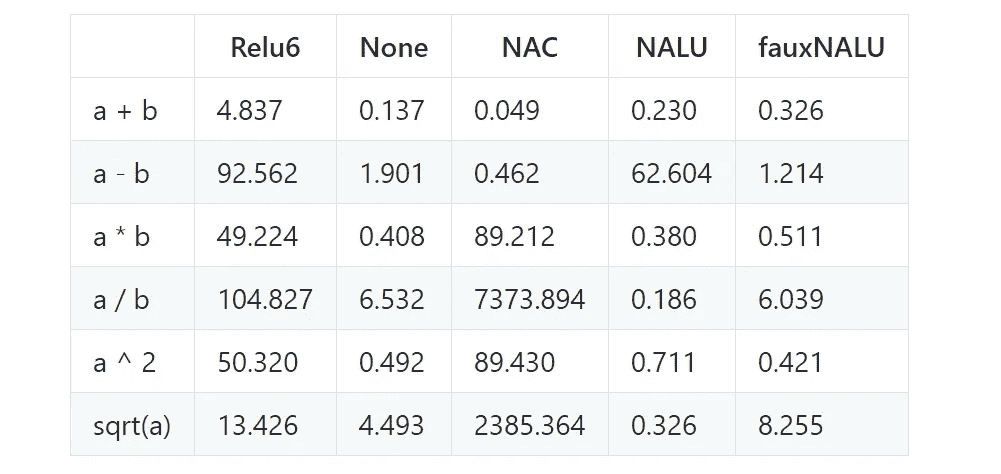 Relu6 None NAC NALU fauxNALU
a + b 4.837 0.137 0.049 0.230 0.326
a - b 92.562 1.901 0.462 62.604 1.214
a * b 49.224 0.408 89.212 0.380 0.511
a / b 104.827 6.532 7373.894 0.186 6.039
a ^ 2 50.320 0.492 89.430 0.711 0.421
sqrt(a) 13.426 4.493 2385.364 0.326 8.255